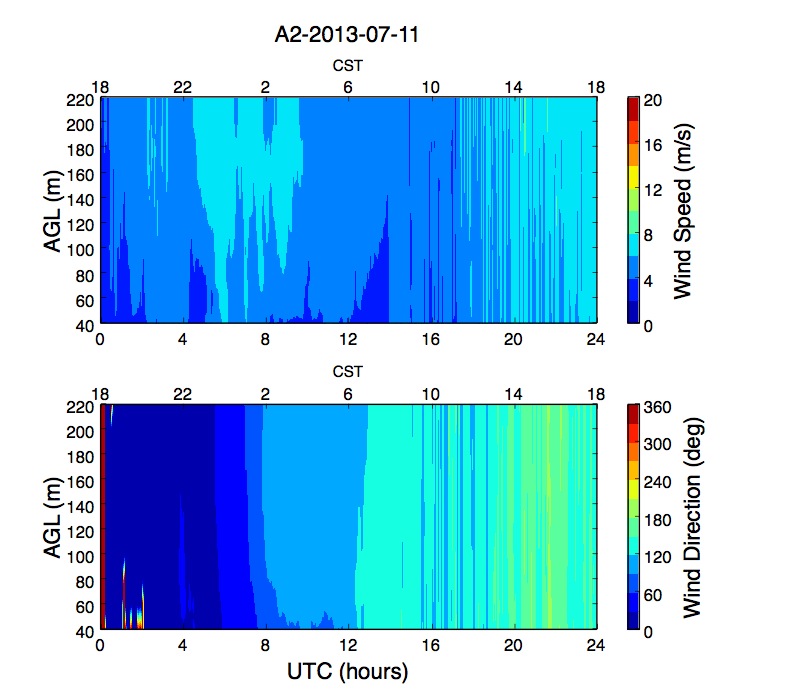 A2-2013-07-11
CST
18 22 2 6 10 14 18
220 200 180 160 140 120 100 80 60 40
AGL (m)
0 4 8 12 16 20 24
20 16 12 8 4 0
Wind Speed (m/s)
CST
18 22 2 6 10 14 18
220 200 180 160 140 120 100 80 60 40
AGL (m)
0 4 8 12 16 20 24
UTC (hours)
360 300 240 180 120 60 0
Wind Direction (deg)